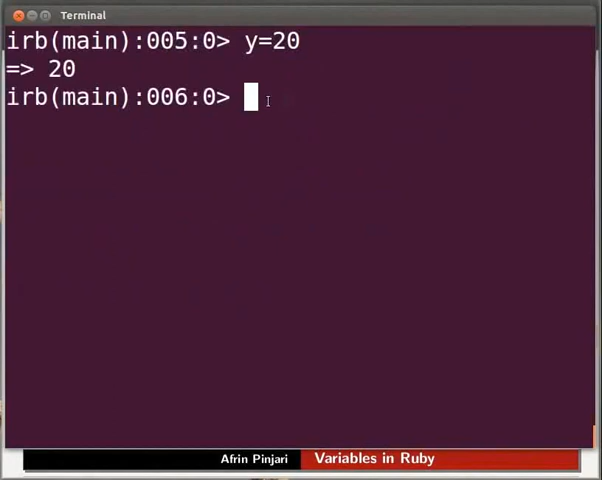 Terminal
irb(main):005:0> y=20
=> 20
irb(main):006:0>
Afrin Pinjari
Variables in Ruby